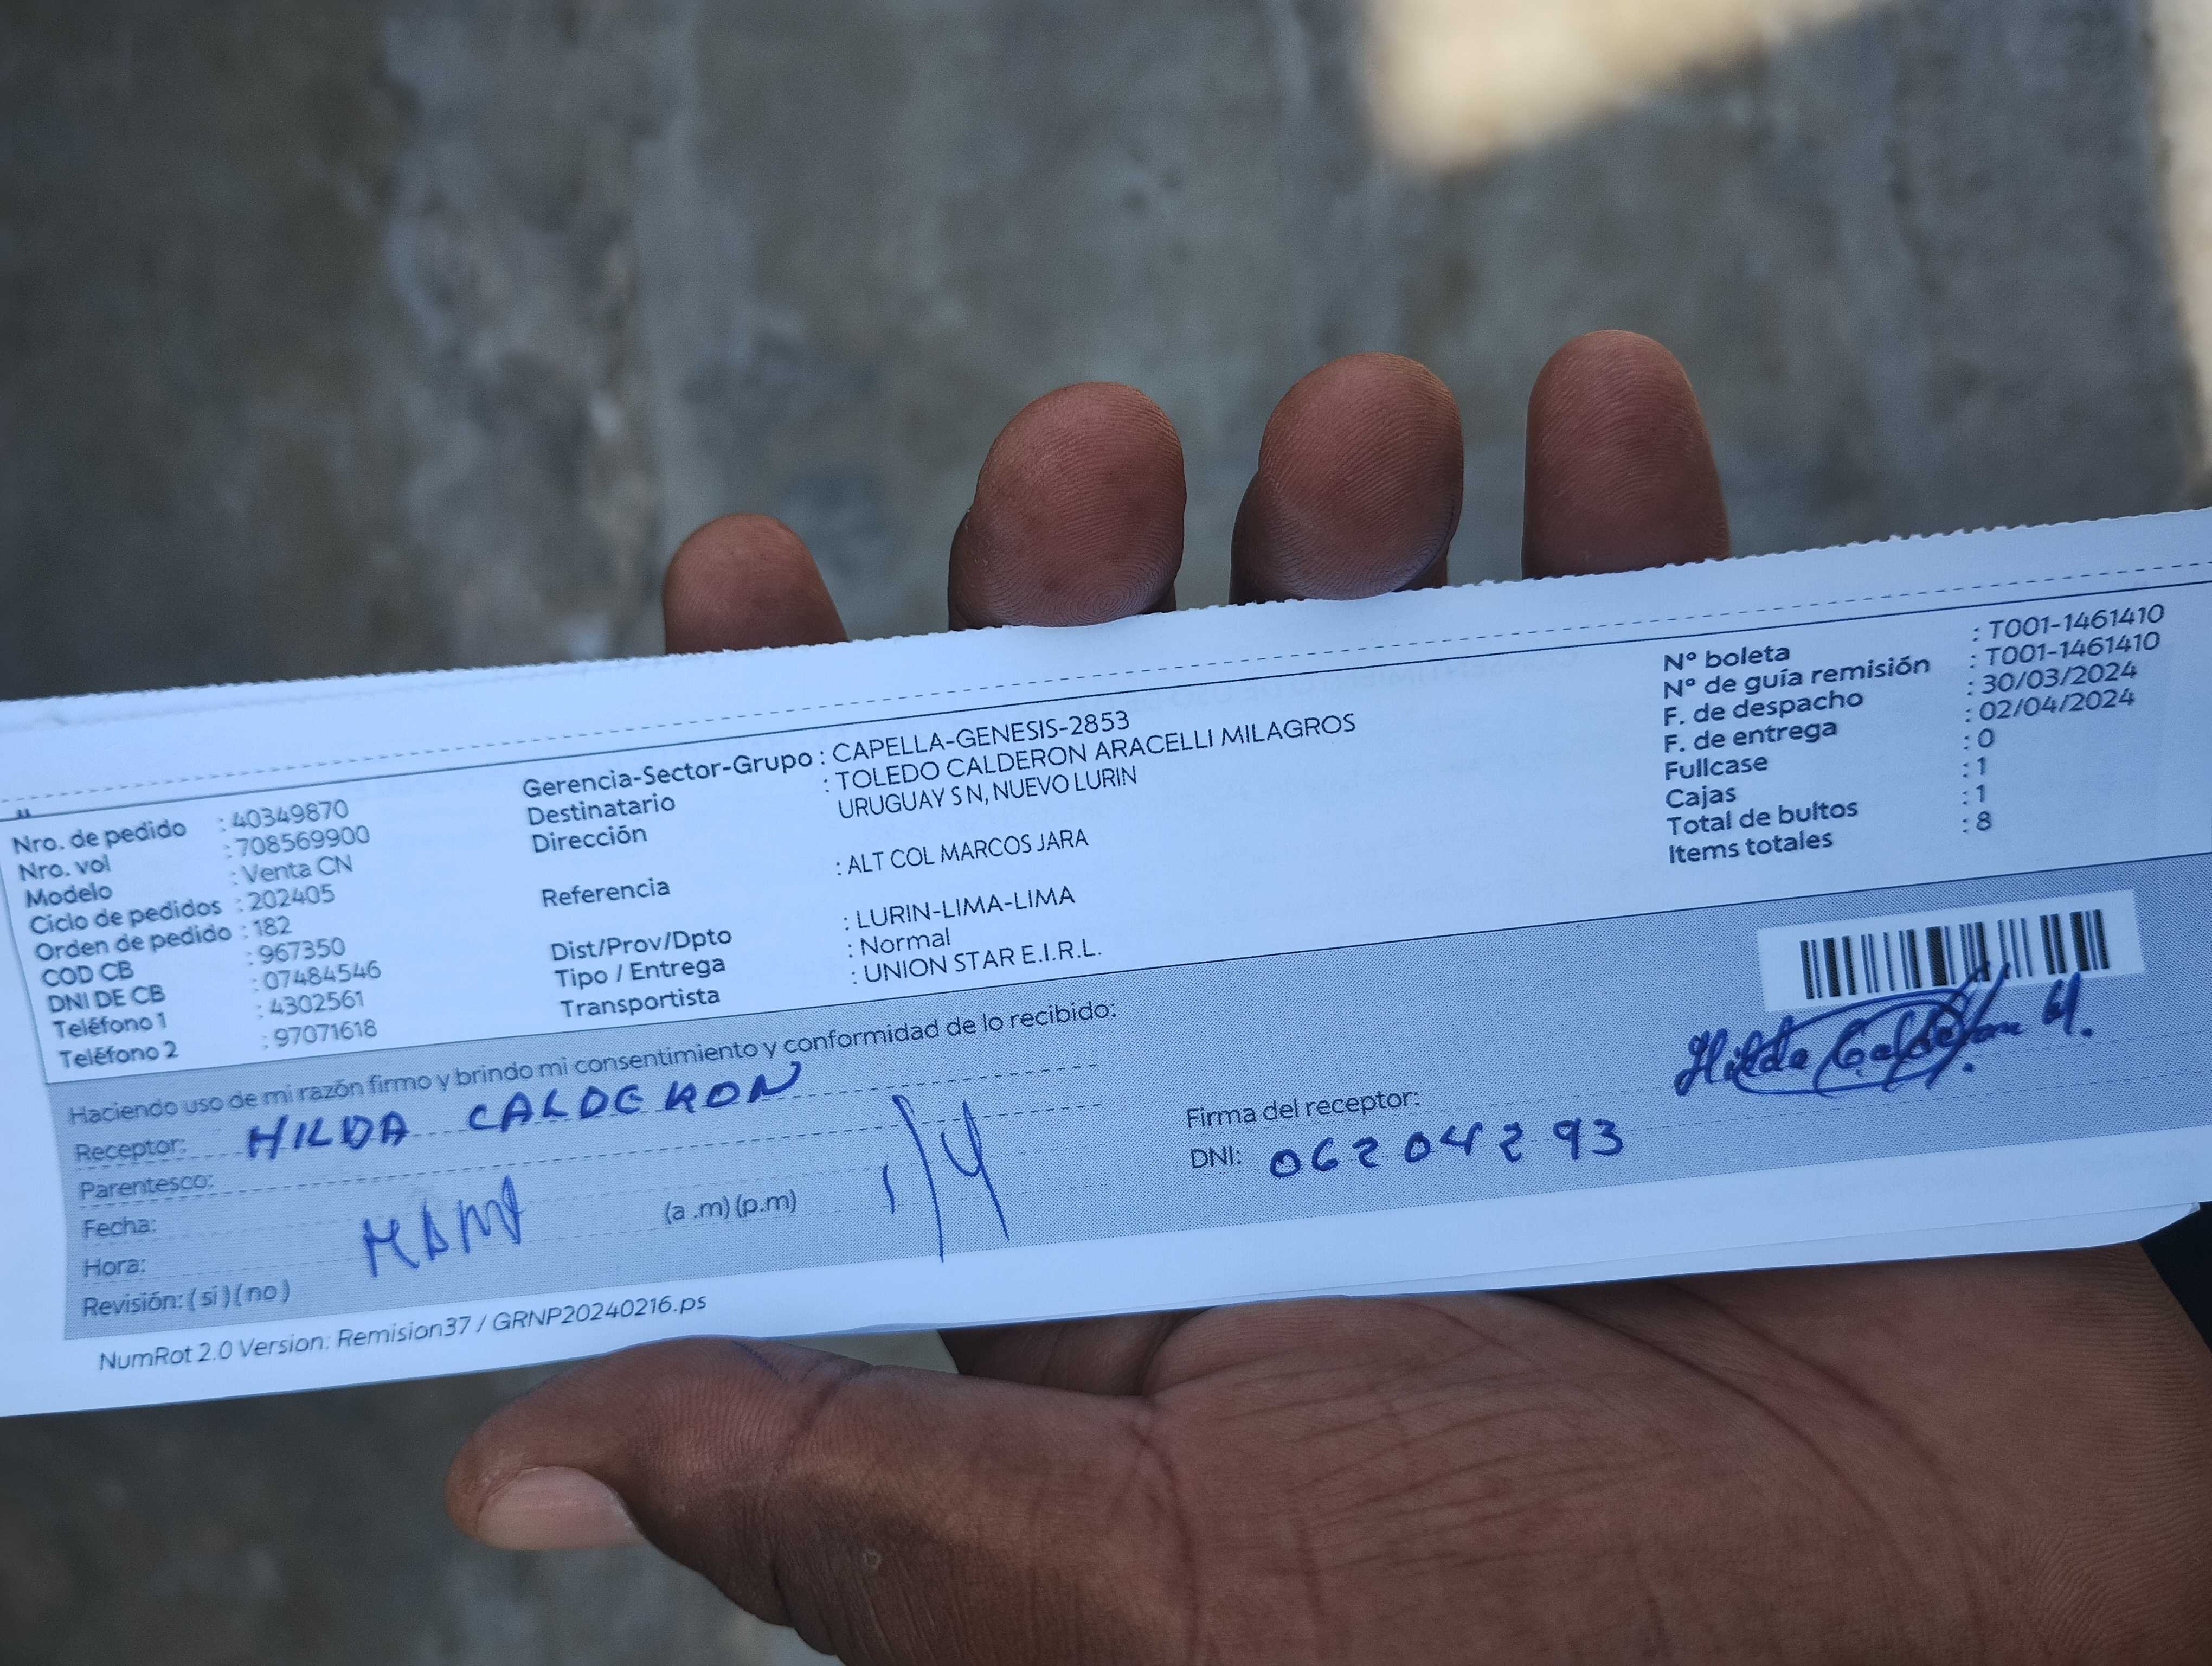 Nro. de pedido : 40349870
Nro. vol : 708569900
Modelo : Venta CN
Ciclo de pedidos : 202405
Orden de pedido : 182
COD CB : 967350
DNI DE CB : 07484546
Teléfono 1 : 4302561
Teléfono 2 : 97071618
Gerencia-Sector-Grupo : CAPELLA-GENESIS-2853
Destinatario : TOLEDO CALDERON ARACELLI MILAGROS
Dirección URUGUAY S N, NUEVO LURIN
Referencia : ALT COL MARCOS JARA
Dist/Prov/Dpto : LURIN-LIMA-LIMA
Tipo / Entrega : Normal
Transportista : UNION STAR E.I.R.L.
N° boleta : T001-1461410
N° de guía remisión : T001-1461410
F. de despacho : 30/03/2024
F. de entrega : 02/04/2024
Fullcase : 0
Cajas : 1
Total de bultos : 1
Items totales : 8
Haciendo uso de mi razón firmo y brindo mi consentimiento y conformidad de lo recibido:
Receptor: HILDA CALDERON
Parentesco:
Fecha: MAMA 1/4
Hora: (a .m) (p.m)
Revisión: ( si ) ( no )
Firma del receptor: Hilda Calderon H.
DNI: 06204293
NumRot 2.0 Version: Remision37 / GRNP20240216.ps